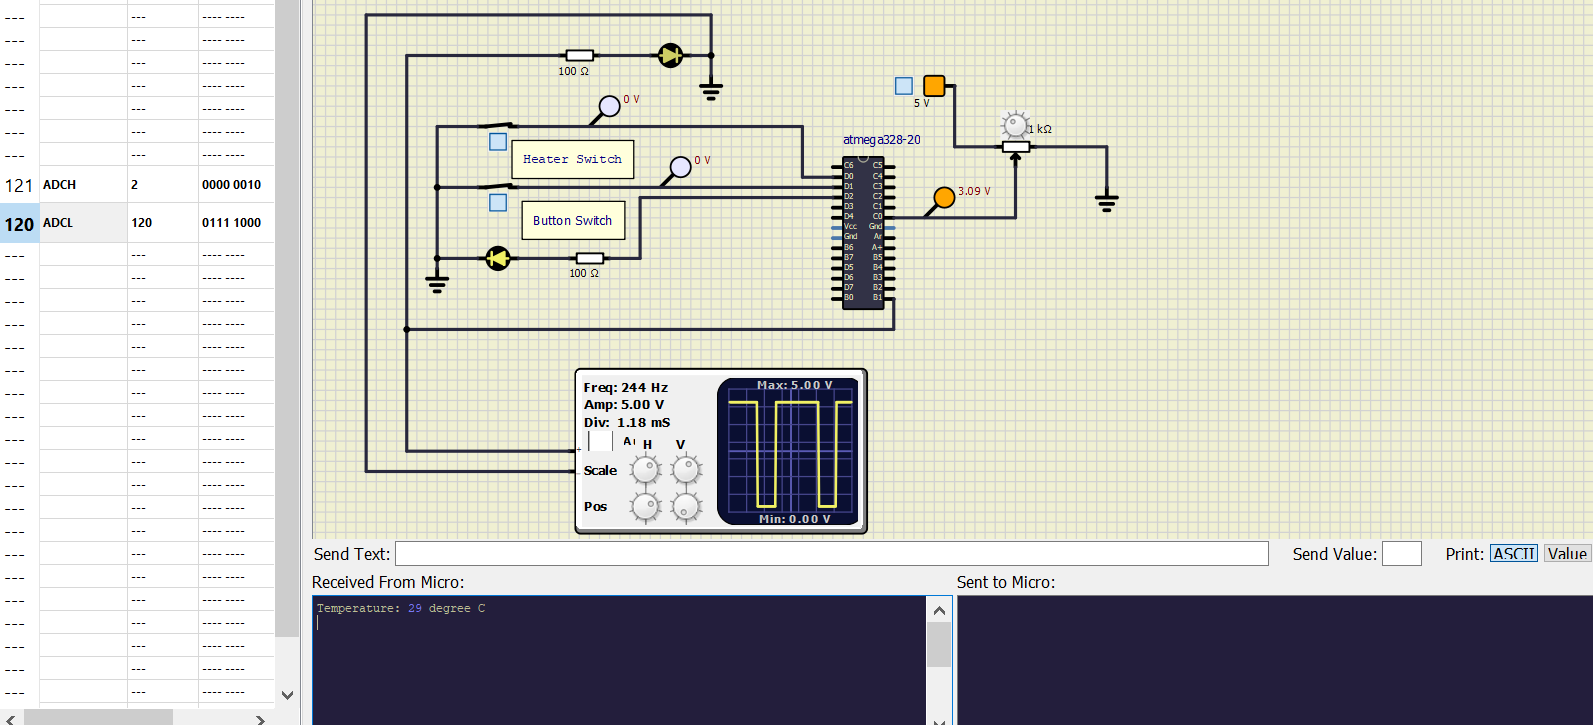 121 ADCH 2 0000 0010
120 ADCL 120 0111 1000
100 Ω
0 V
Heater Switch
0 V
Button Switch
100 Ω
5 V
1 kΩ
atmega328-20
3.09 V
C6 C5
D0 C4
D1 C3
D2 C2
D3 C1
D4 C0
Vcc Gnd
Gnd Ar
B6 A+
B7 B5
D5 B4
D6 B3
D7 B2
B0 B1
Freq: 244 Hz
Amp: 5.00 V
Div: 1.18 mS
H V
Scale
Pos
Max: 5.00 V
Min: 0.00 V
Send Text:
Send Value:
Print: ASCII Value
Received From Micro:
Sent to Micro:
Temperature: 29 degree C